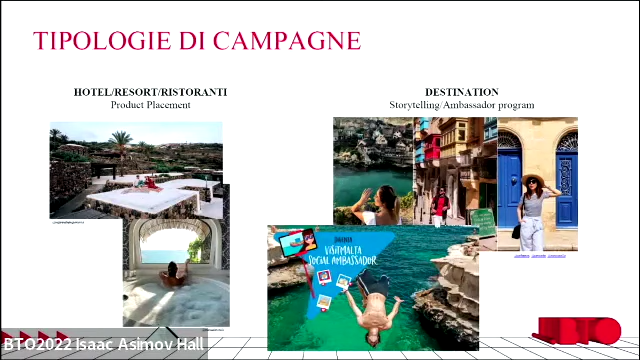 TIPOLOGIE DI CAMPAGNE
HOTEL/RESORT/RISTORANTI
Product Placement
DESTINATION
Storytelling/Ambassador program
VISITMALTA
SOCIAL AMBASSADOR
BTO2022 Isaac Asimov Hall
BTO